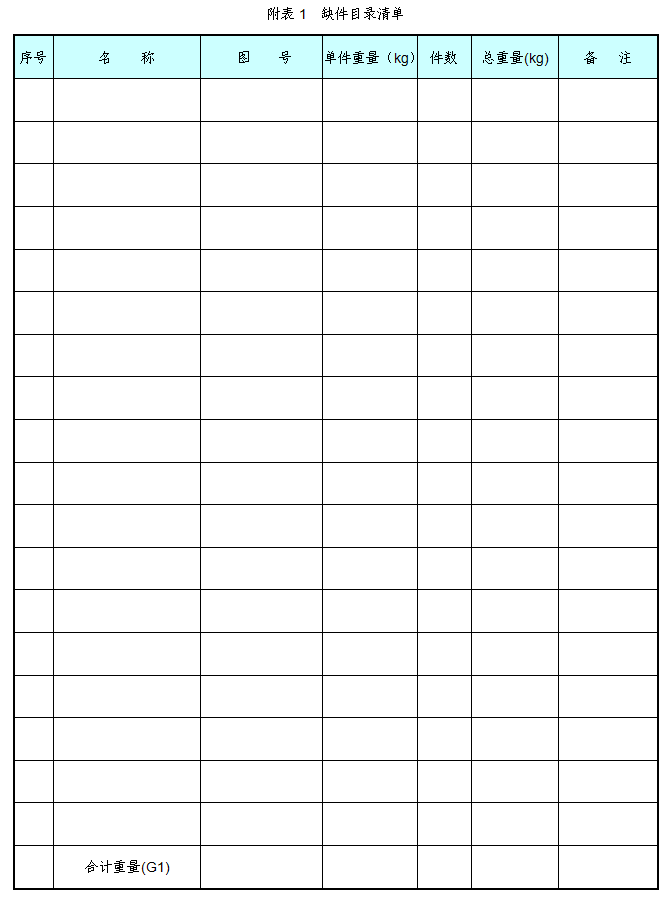 附表1 缺件目录清单
序号 名 称 图 号 单件重量（kg） 件数 总重量(kg) 备 注
合计重量(G1)